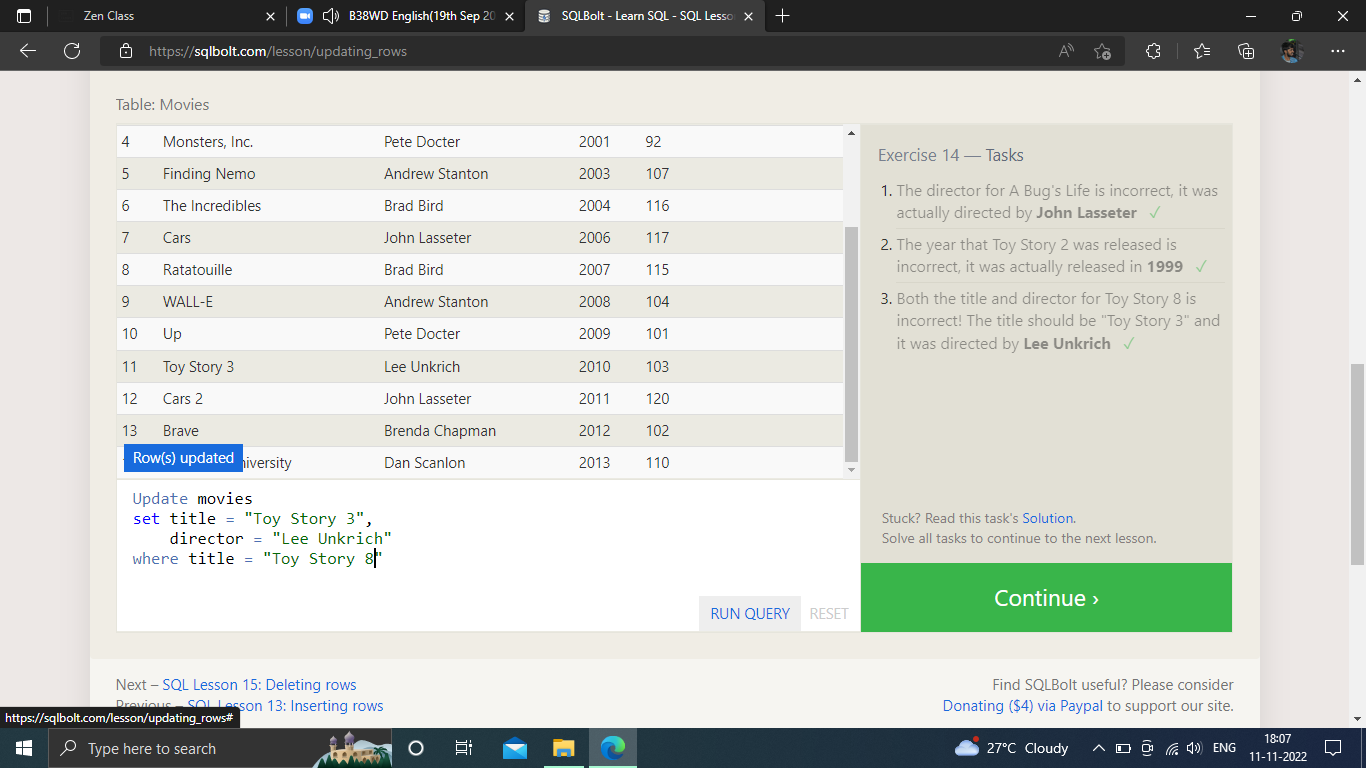 Zen Class
B38WD English(19th Sep 20
SQLBolt - Learn SQL - SQL Lesso
https://sqlbolt.com/lesson/updating_rows
Table: Movies
4 Monsters, Inc. Pete Docter 2001 92
5 Finding Nemo Andrew Stanton 2003 107
6 The Incredibles Brad Bird 2004 116
7 Cars John Lasseter 2006 117
8 Ratatouille Brad Bird 2007 115
9 WALL-E Andrew Stanton 2008 104
10 Up Pete Docter 2009 101
11 Toy Story 3 Lee Unkrich 2010 103
12 Cars 2 John Lasseter 2011 120
13 Brave Brenda Chapman 2012 102
Row(s) updated
iversity Dan Scanlon 2013 110
Update movies
set title = "Toy Story 3",
director = "Lee Unkrich"
where title = "Toy Story 8"
RUN QUERY RESET
Exercise 14 — Tasks
1. The director for A Bug's Life is incorrect, it was
actually directed by John Lasseter ✓
2. The year that Toy Story 2 was released is
incorrect, it was actually released in 1999 ✓
3. Both the title and director for Toy Story 8 is
incorrect! The title should be "Toy Story 3" and
it was directed by Lee Unkrich ✓
Stuck? Read this task's Solution.
Solve all tasks to continue to the next lesson.
Continue ›
Next – SQL Lesson 15: Deleting rows
Previous – SQL Lesson 13: Inserting rows
Find SQLBolt useful? Please consider
Donating ($4) via Paypal to support our site.
https://sqlbolt.com/lesson/updating_rows#
Type here to search
27°C Cloudy
ENG
18:07
11-11-2022